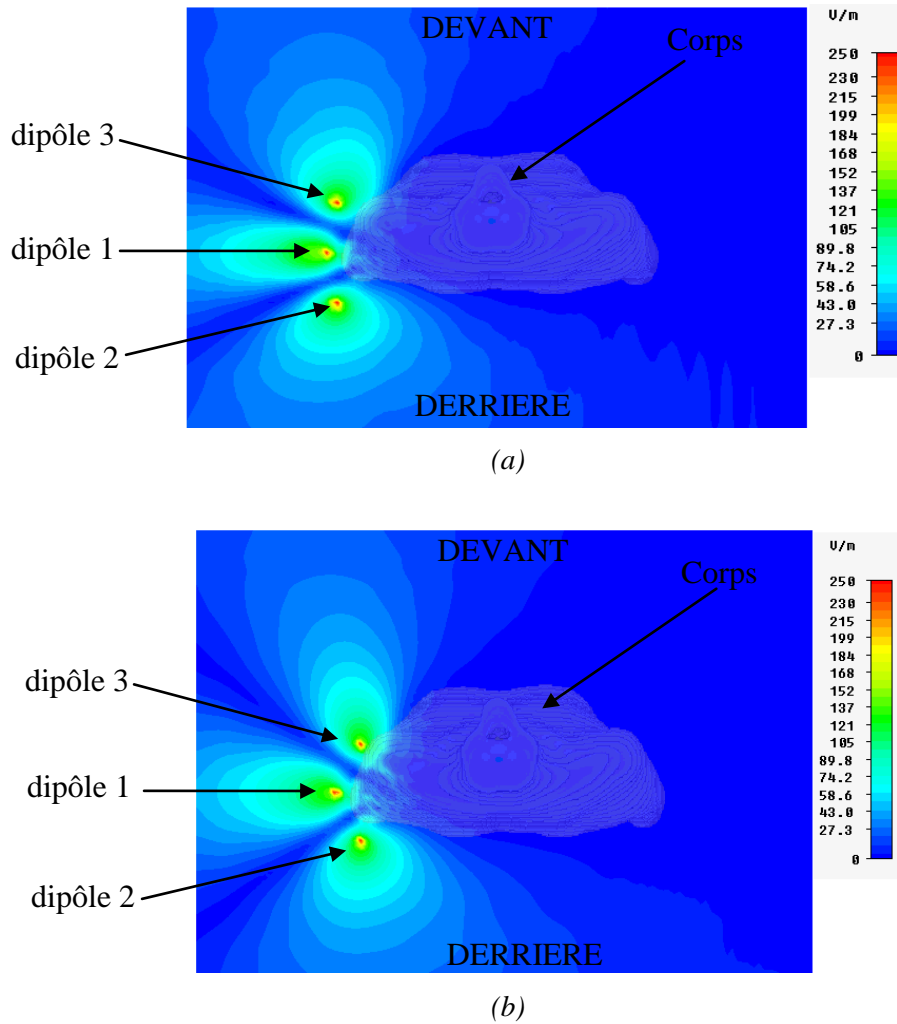 V/m
DEVANT
Corps
250
230
215
199
184
168
152
137
121
105
89.8
74.2
58.6
43.0
27.3
0
dipôle 3
dipôle 1
dipôle 2
DERRIERE
(a)
V/m
DEVANT
Corps
250
230
215
199
184
168
152
137
121
105
89.8
74.2
58.6
43.0
27.3
0
dipôle 3
dipôle 1
dipôle 2
DERRIERE
(b)